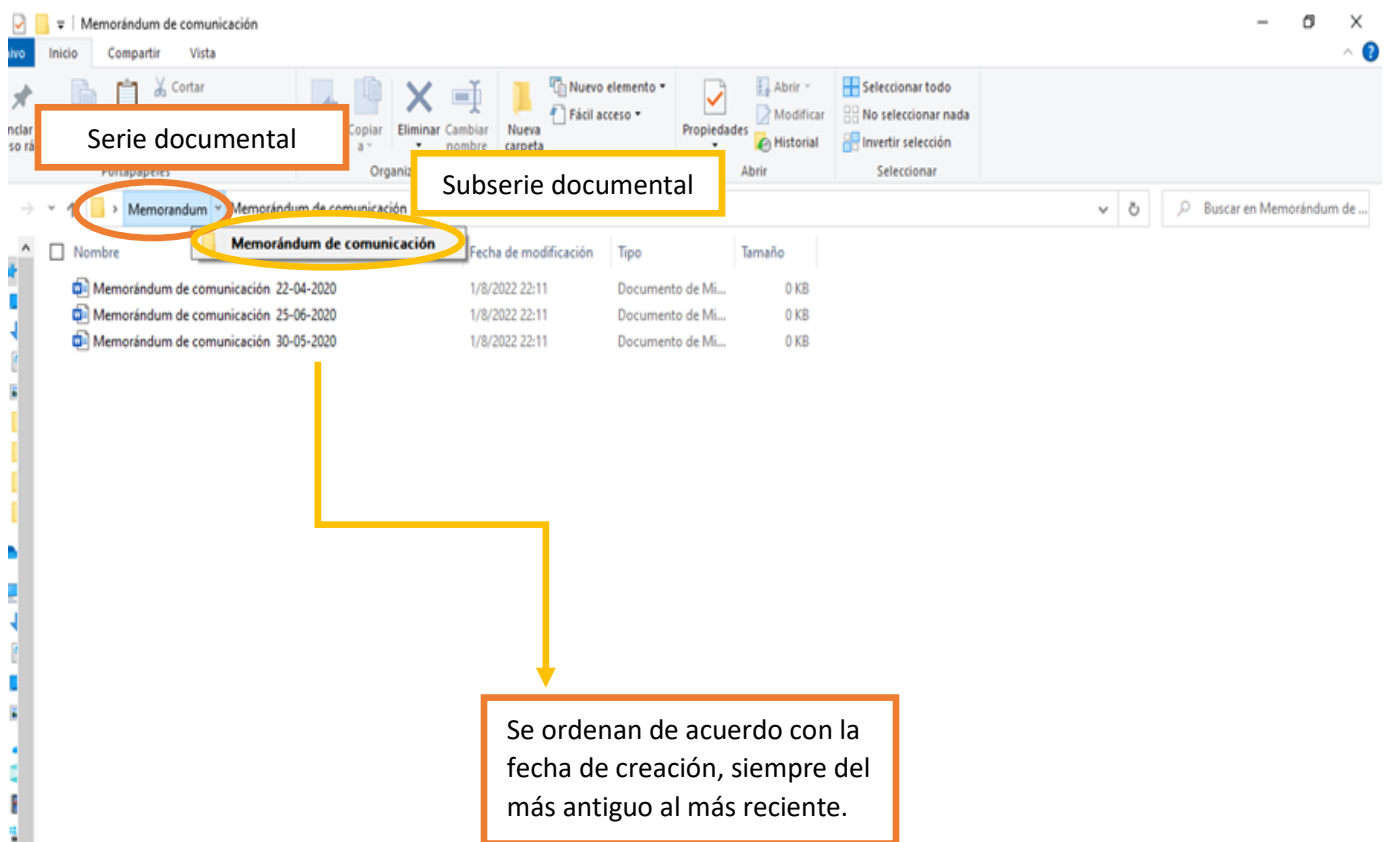 Memorándum de comunicación
Inicio Compartir Vista
Cortar
Serie documental
Copiar Eliminar Cambiar Nueva
a nombre carpeta
Nuevo elemento
Fácil acceso
Propiedades
Abrir
Modificar
Historial
Seleccionar todo
No seleccionar nada
Invertir selección
Portapapeles
Abrir
Seleccionar
Subserie documental
Memorandum Memorándum de comunicación
Buscar en Memorándum de ...
Memorándum de comunicación
Nombre Fecha de modificación Tipo Tamaño
Memorándum de comunicación 22-04-2020 1/8/2022 22:11 Documento de Mi... 0 KB
Memorándum de comunicación 25-06-2020 1/8/2022 22:11 Documento de Mi... 0 KB
Memorándum de comunicación 30-05-2020 1/8/2022 22:11 Documento de Mi... 0 KB
Se ordenan de acuerdo con la
fecha de creación, siempre del
más antiguo al más reciente.